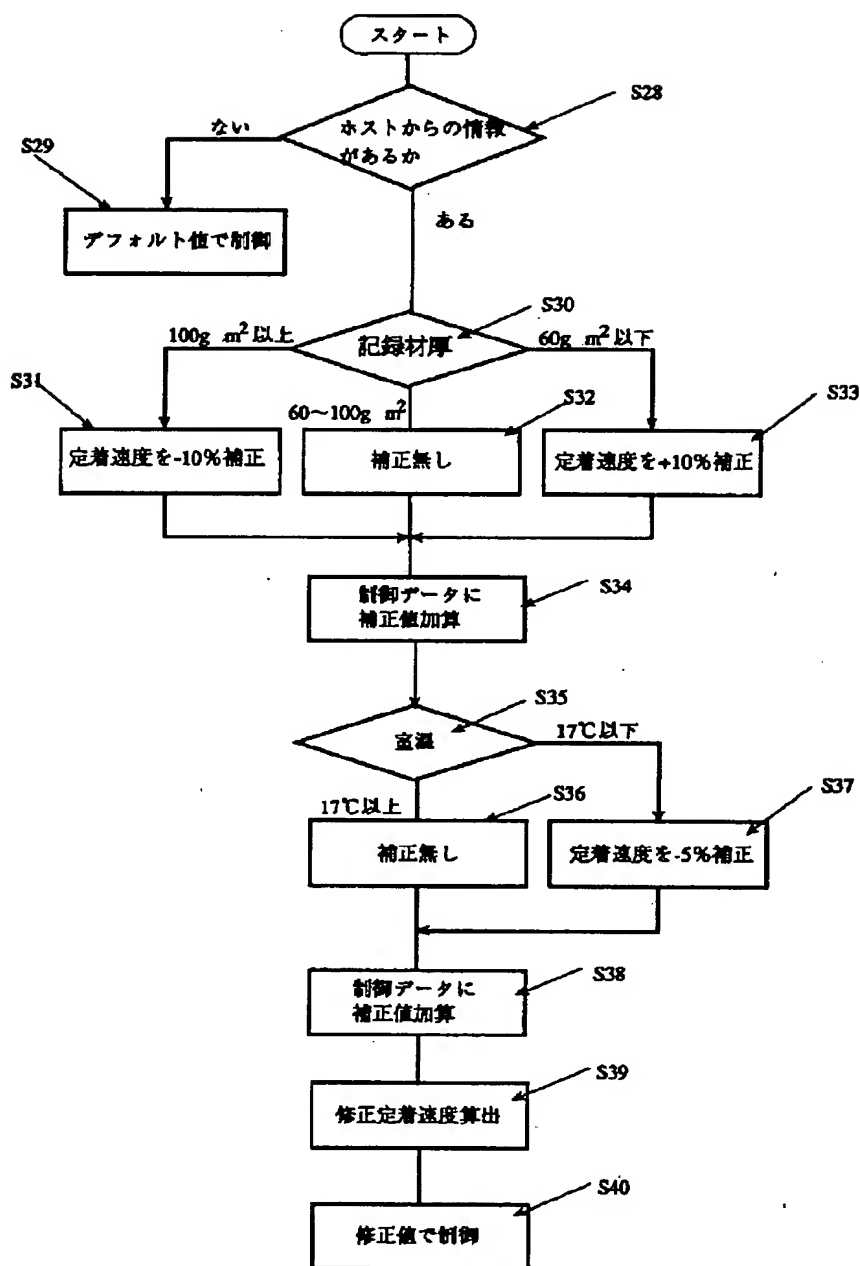 スタート
S28
ホストからの情報
があるか
ない
S29
デフォルト値で制御
ある
S30
記録材厚
100g m²以上
60g m²以下
S31
60～100g m²
S32
S33
定着速度を-10%補正
補正無し
定着速度を+10%補正
S34
制御データに
補正値加算
S35
室温
17℃以下
17℃以上
S36
S37
補正無し
定着速度を-5%補正
S38
制御データに
補正値加算
S39
修正定着速度算出
S40
修正値で制御